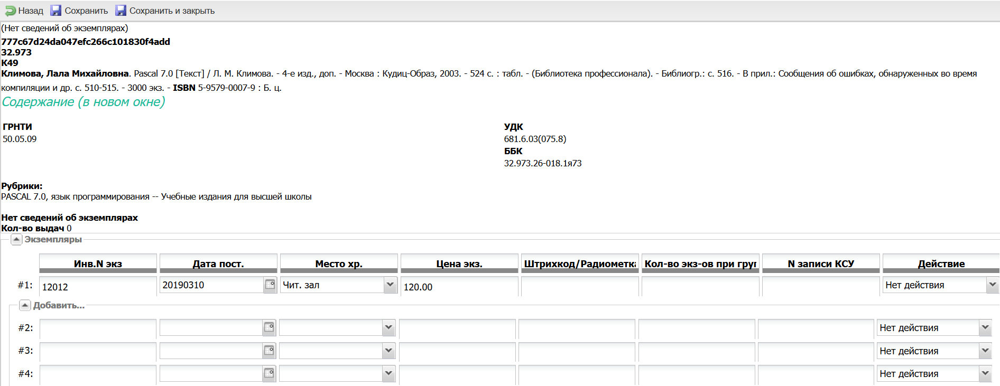 Назад Сохранить Сохранить и закрыть
(Нет сведений об экземплярах)
777c67d24da047efc266c101830f4add
32.973
К49
Климова, Лала Михайловна. Pascal 7.0 [Текст] / Л. М. Климова. - 4-е изд., доп. - Москва : Кудиц-Образ, 2003. - 524 с. : табл. - (Библиотека профессионала). - Библиогр.: с. 516. - В прил.: Сообщения об ошибках, обнаруженных во время
компиляции и др. с. 510-515. - 3000 экз. - ISBN 5-9579-0007-9 : Б. ц.
Содержание (в новом окне)
ГРНТИ УДК
50.05.09 681.6.03(075.8)
ББК
32.973.26-018.1я73
Рубрики:
PASCAL 7.0, язык программирования -- Учебные издания для высшей школы
Нет сведений об экземплярах
Кол-во выдач 0
Экземпляры
Инв.N экз Дата пост. Место хр. Цена экз. Штрихкод/Радиометка Кол-во экз-ов при груп N записи КСУ Действие
#1: 12012 20190310 Чит. зал 120.00 Нет действия
Добавить...
#2: Нет действия
#3: Нет действия
#4: Нет действия